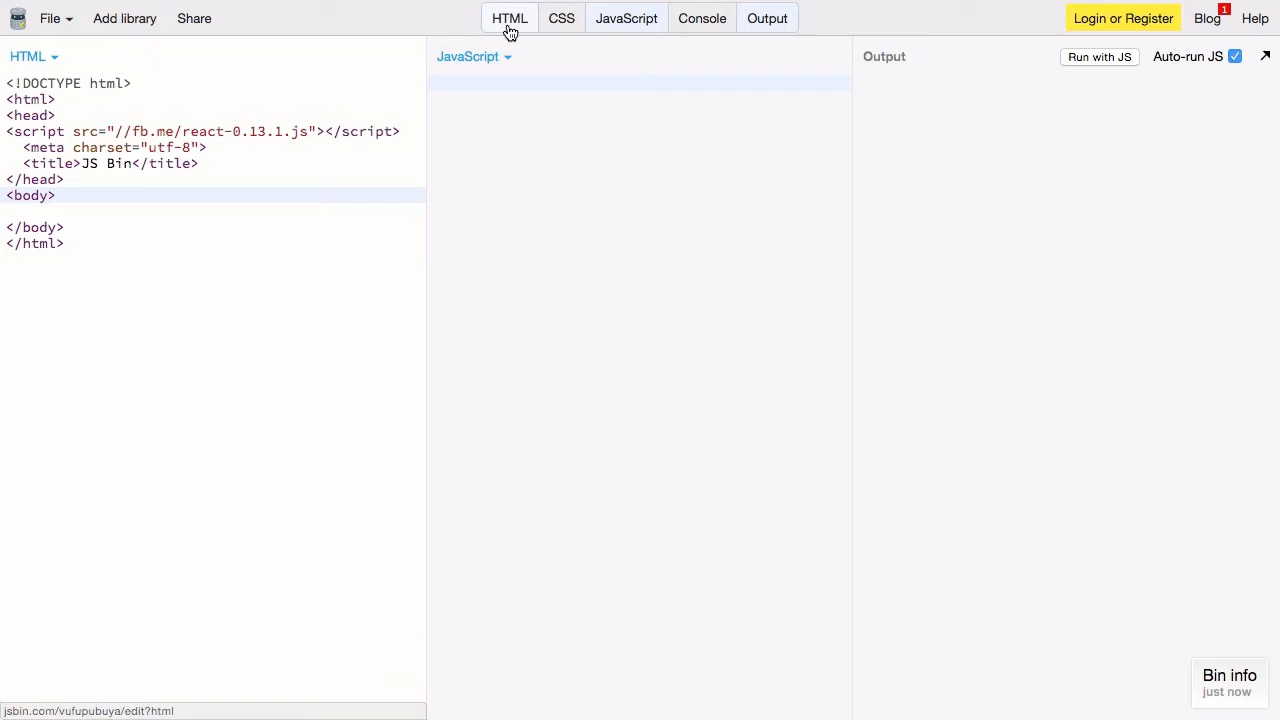 File Add library Share HTML CSS JavaScript Console Output Login or Register Blog 1 Help
HTML
<!DOCTYPE html>
<html>
<head>
<script src="//fb.me/react-0.13.1.js"></script>
<meta charset="utf-8">
<title>JS Bin</title>
</head>
<body>
</body>
</html>
JavaScript
Output Run with JS Auto-run JS
Bin info
just now
jsbin.com/vufupubuya/edit?html